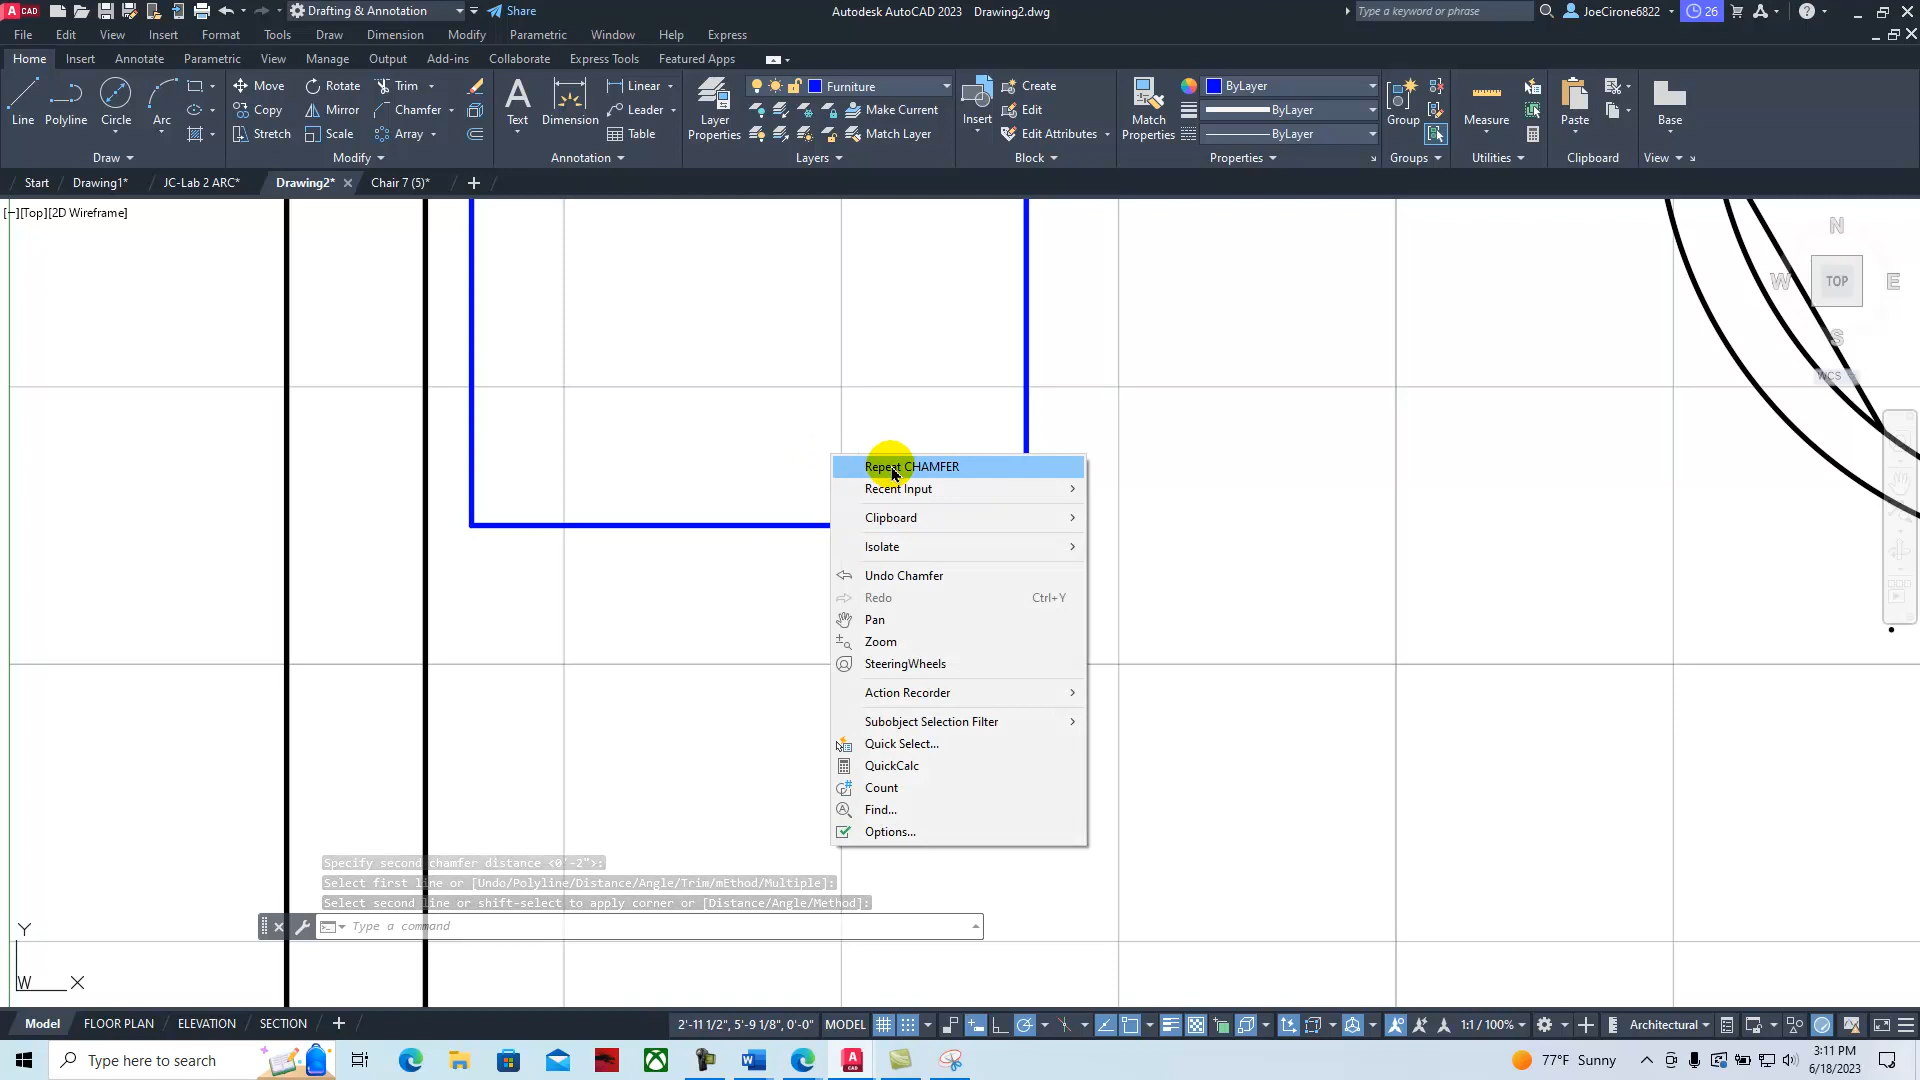 A CAD
Drafting & Annotation
Share
Autodesk AutoCAD 2023 Drawing2.dwg
Type a keyword or phrase
JoeCirone6822
26
File Edit View Insert Format Tools Draw Dimension Modify Parametric Window Help Express
Home Insert Annotate Parametric View Manage Output Add-ins Collaborate Express Tools Featured Apps
Line Polyline Circle Arc
Move Rotate Trim
Copy Mirror Chamfer
Stretch Scale Array
Text Dimension
Linear
Leader
Table
Layer Properties
Furniture
Make Current
Match Layer
Insert
Create
Edit
Edit Attributes
Match Properties
ByLayer
ByLayer
ByLayer
Group
Measure
Paste
Base
Draw Modify Annotation Layers Block Properties Groups Utilities Clipboard View
Start Drawing1* JC-Lab 2 ARC* Drawing2* Chair 7 (5)*
[−][Top][2D Wireframe]
N
W TOP E
S
WCS
Repeat CHAMFER
Recent Input
Clipboard
Isolate
Undo Chamfer
Redo Ctrl+Y
Pan
Zoom
SteeringWheels
Action Recorder
Subobject Selection Filter
Quick Select...
QuickCalc
Count
Find...
Options...
Specify second chamfer distance <0'-2">:
Select first line or [Undo/Polyline/Distance/Angle/Trim/mEthod/Multiple]:
Select second line or shift-select to apply corner or [Distance/Angle/Method]:
Type a command
Y
W X
Model FLOOR PLAN ELEVATION SECTION
2'-11 1/2", 5'-9 1/8", 0'-0" MODEL
1:1 / 100%
Architectural
Type here to search
77°F Sunny
3:11 PM
6/18/2023